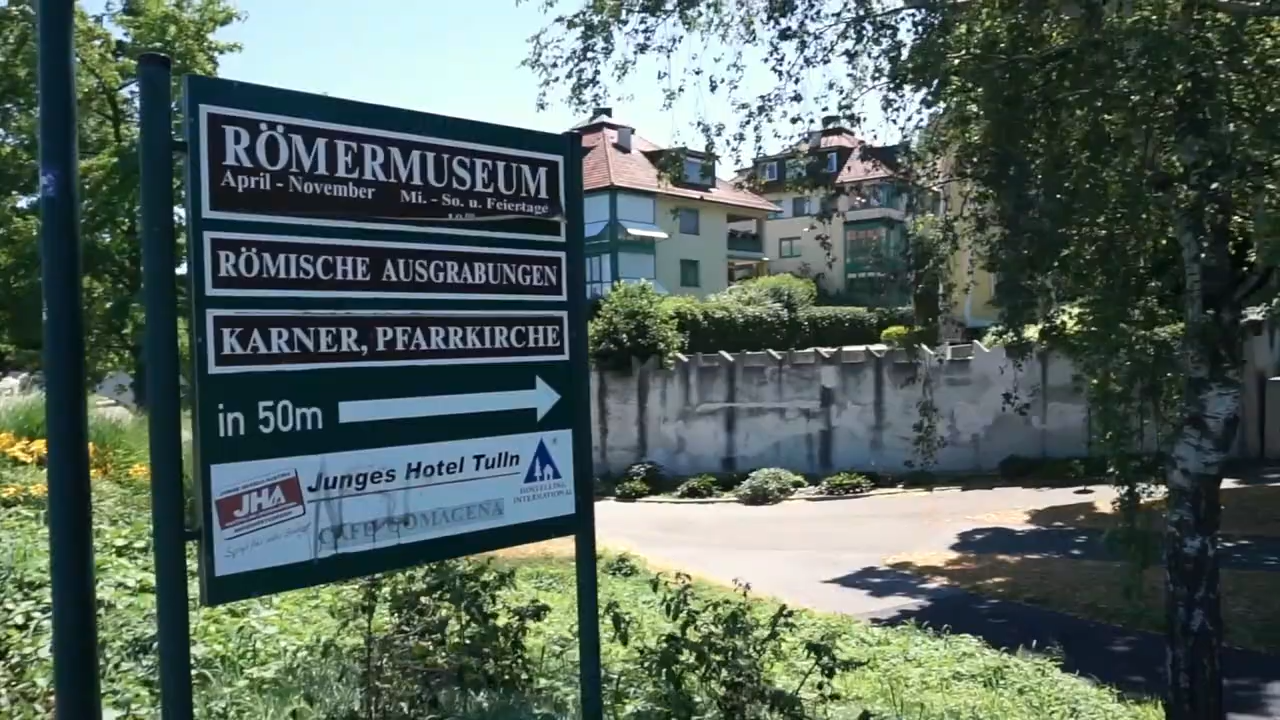 RÖMERMUSEUM
April - November Mi. - So. u. Feiertage
RÖMISCHE AUSGRABUNGEN
KARNER, PFARRKIRCHE
in 50m
JHA
Junges Hotel Tulln
HOSTELLING
INTERNATIONAL
CAFE COMAGENA